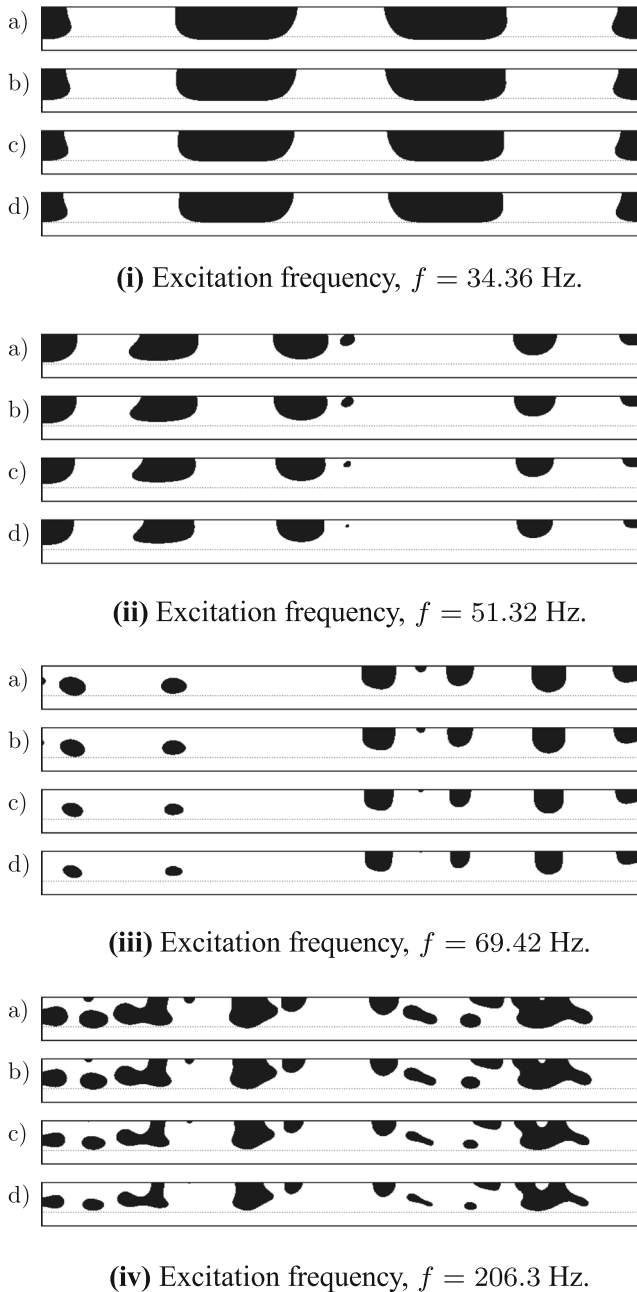 a)
b)
c)
d)
(i) Excitation frequency, f = 34.36 Hz.
a)
b)
c)
d)
(ii) Excitation frequency, f = 51.32 Hz.
a)
b)
c)
d)
(iii) Excitation frequency, f = 69.42 Hz.
a)
b)
c)
d)
(iv) Excitation frequency, f = 206.3 Hz.